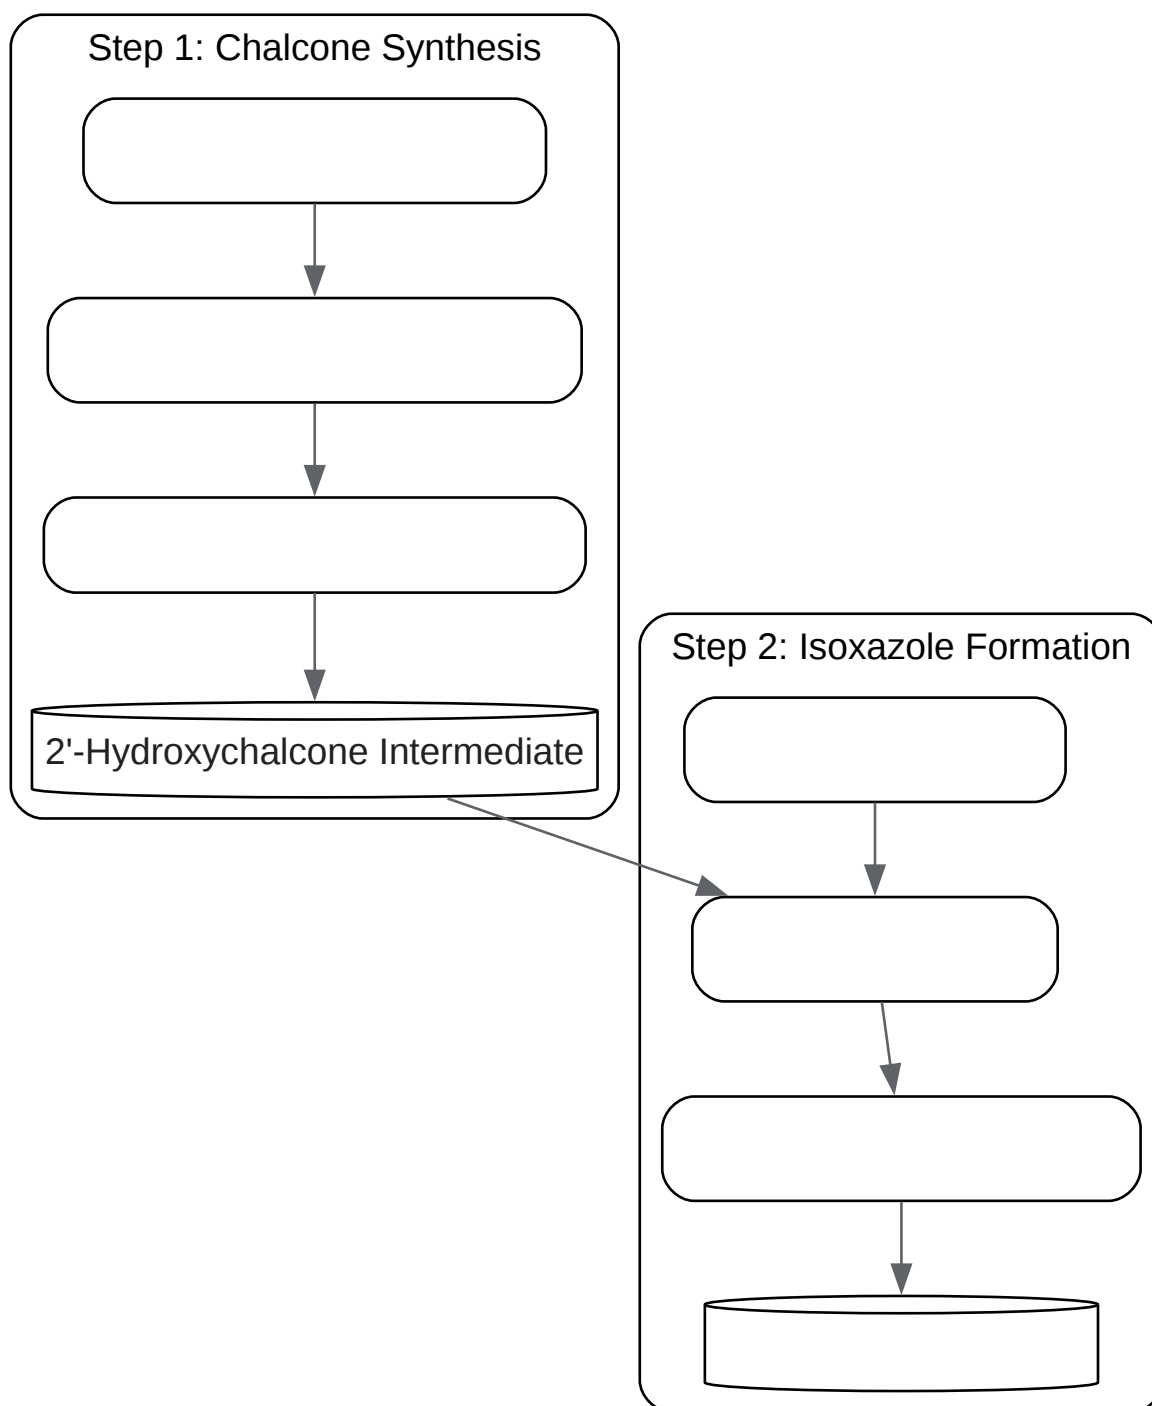 Step 1: Chalcone Synthesis
2'-Hydroxychalcone Intermediate
Step 2: Isoxazole Formation